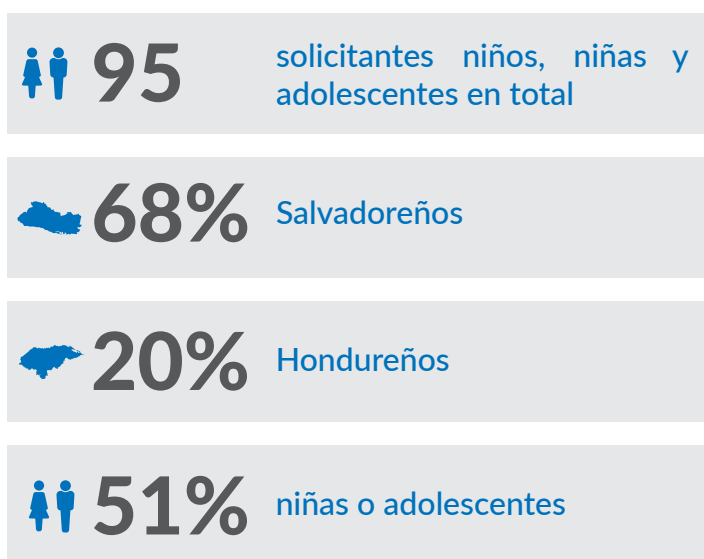 95
solicitantes niños, niñas y
adolescentes en total
68%
Salvadoreños
20%
Hondureños
51%
niñas o adolescentes